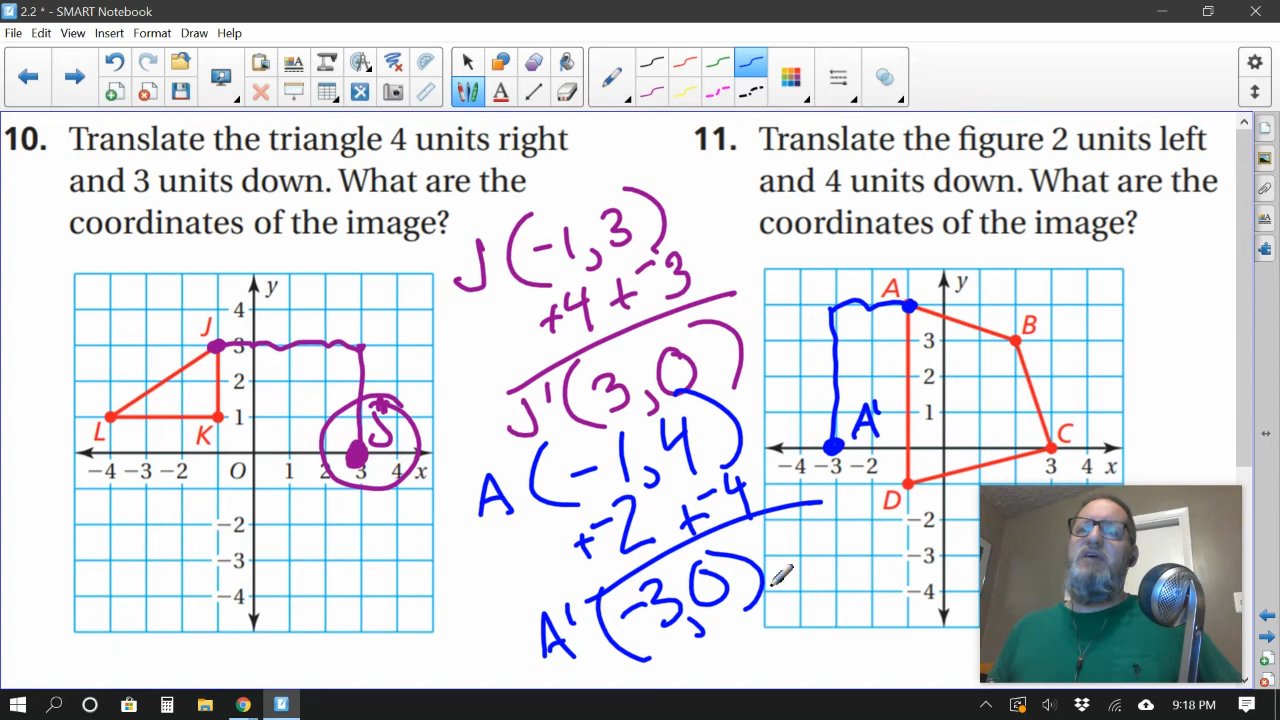 2.2 * - SMART Notebook
File Edit View Insert Format Draw Help
10. Translate the triangle 4 units right
and 3 units down. What are the
coordinates of the image?
J (-1, 3)
+4 + -3
J' (3, 0)
4
y
J
3
2
1
L
K
J*
-4 -3 -2 O 1 2 3 4 x
-2
-3
-4
A (-1, 4)
+ -2 + -4
A' (-3, 0)
11. Translate the figure 2 units left
and 4 units down. What are the
coordinates of the image?
A
y
B
3
2
1
A'
C
-4 -3 -2 3 4 x
D
-2
-3
-4
9:18 PM